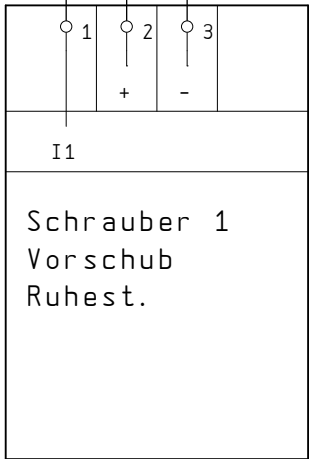 1 2 3
+ -
I1
Schrauber 1
Vorschub
Ruhest.